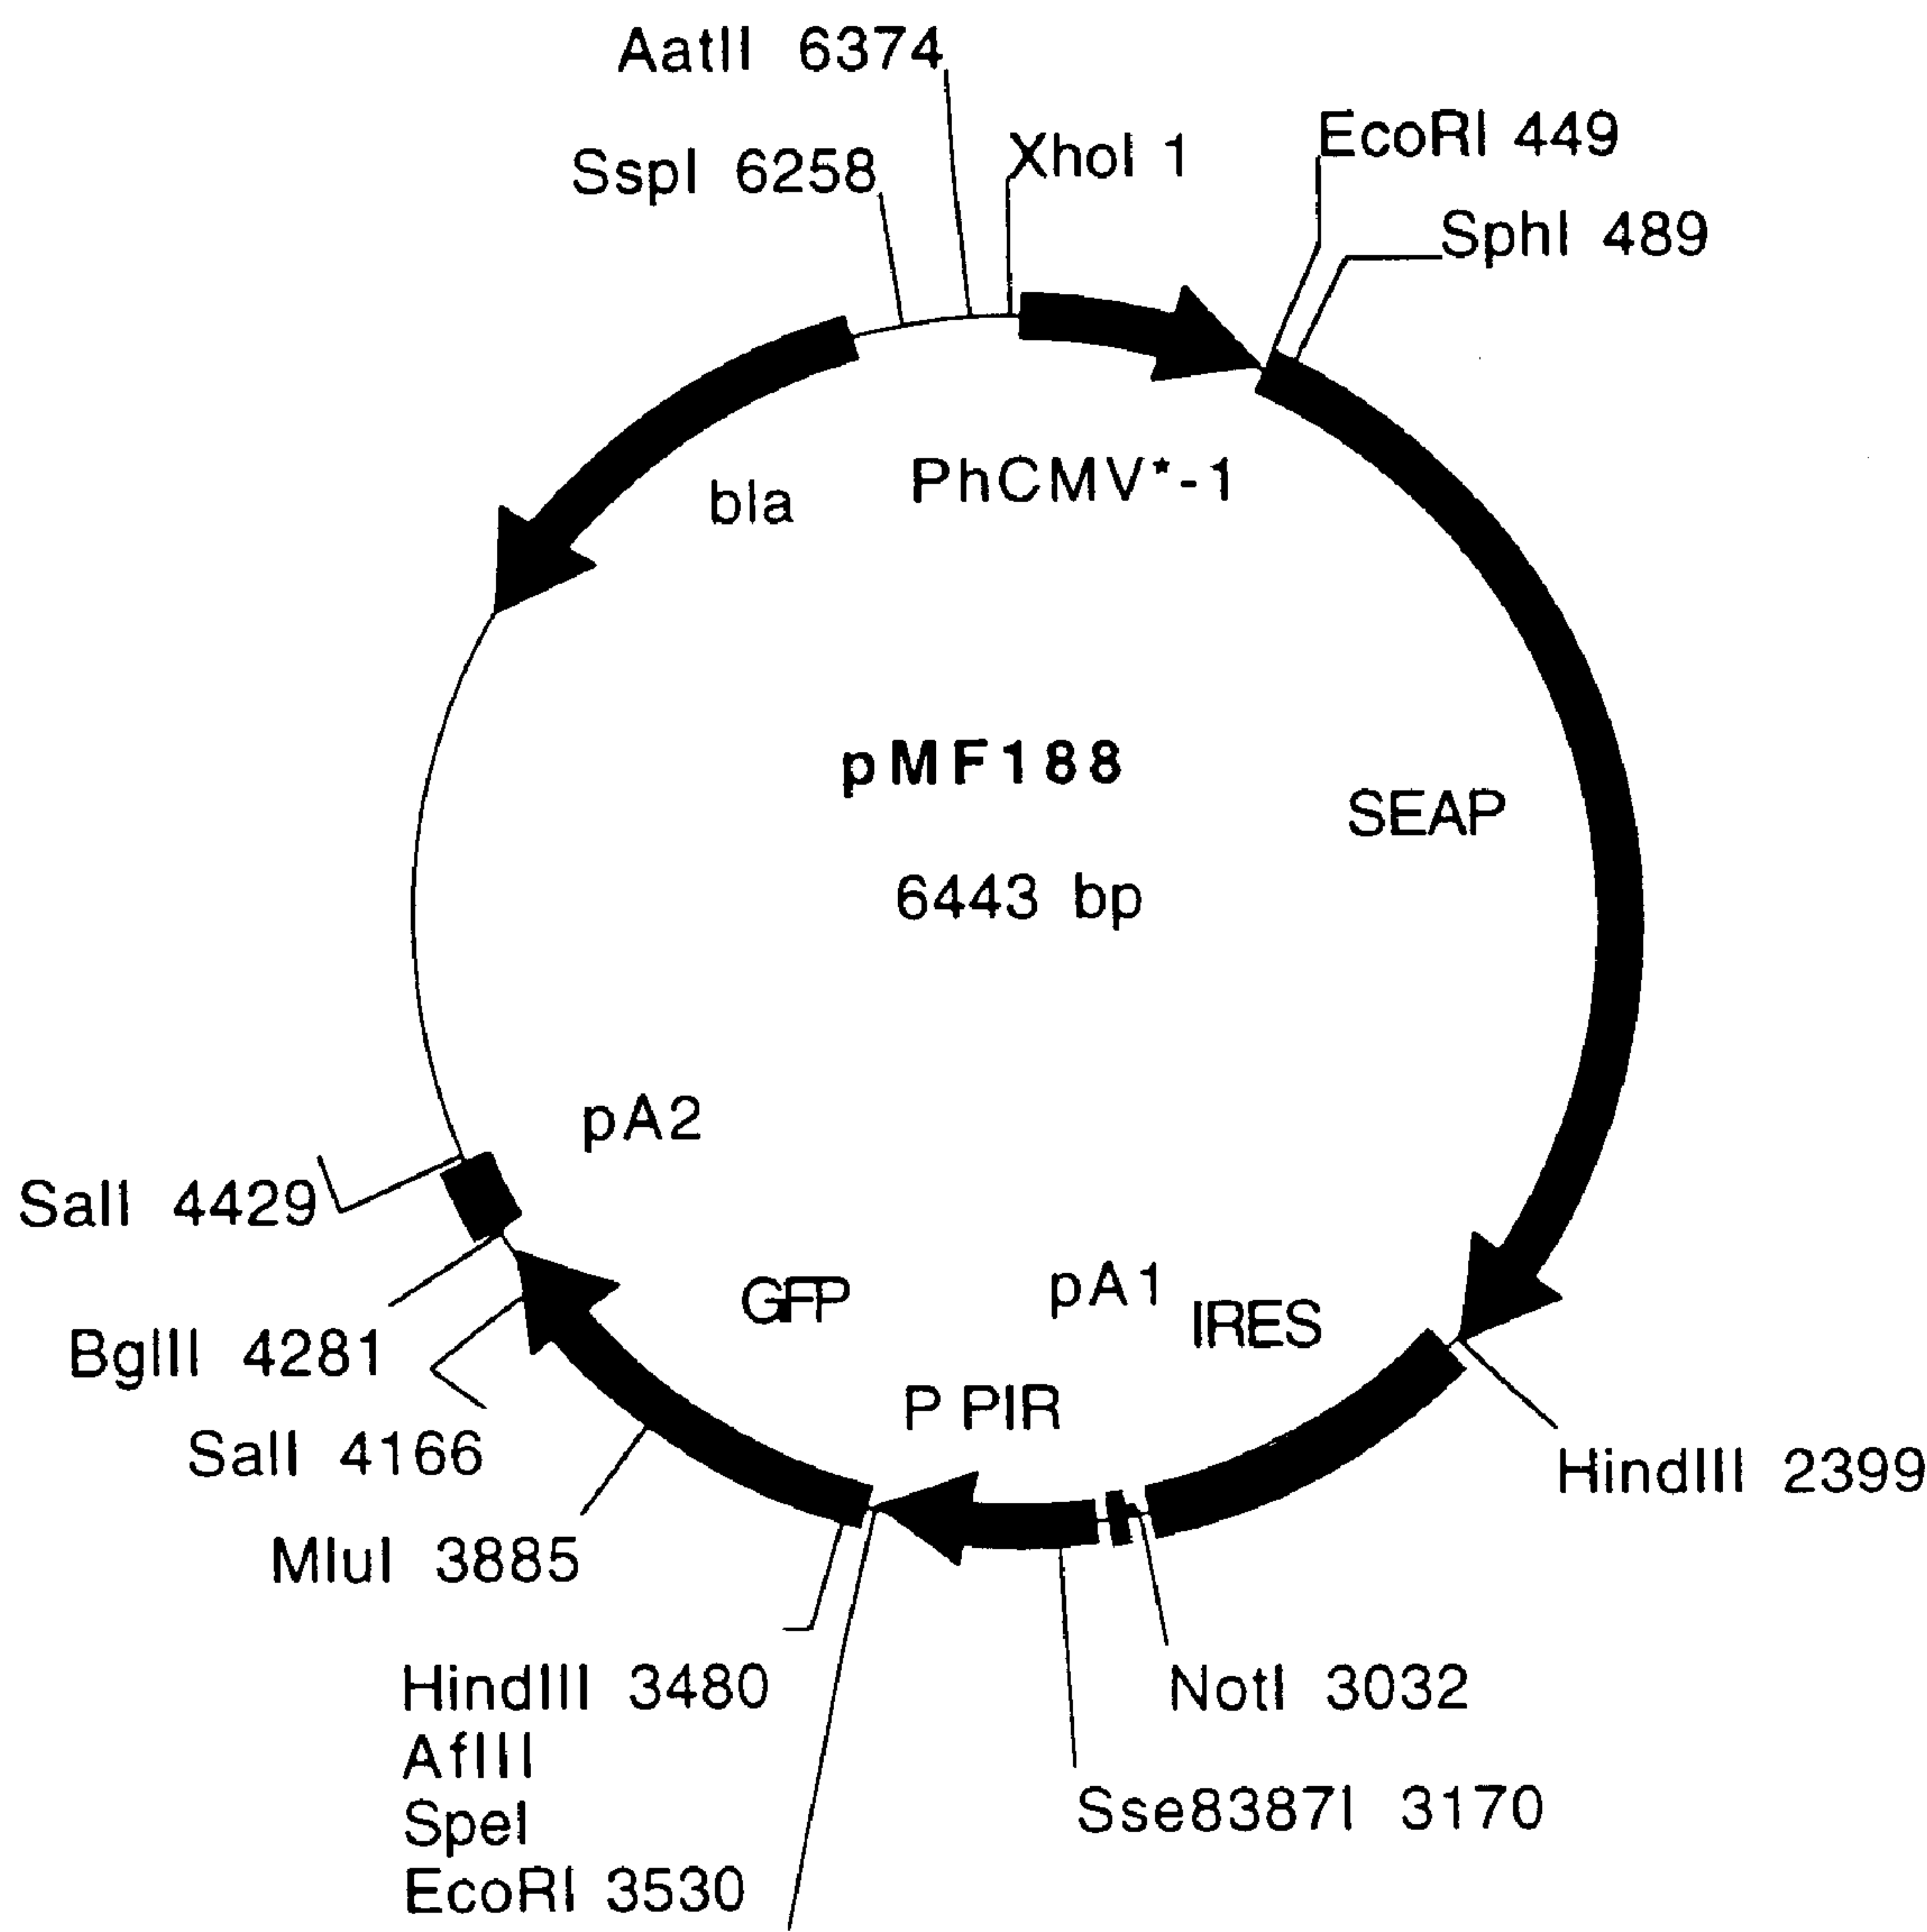 AatII 6374
XhoI 1
EcoRI 449
SspI 6258
SphI 489
bla
PhCMV*-1
pMF188
SEAP
6443 bp
pA2
SalI 4429
GFP
pA1
IRES
BglII 4281
P PIR
SalI 4166
HindIII 2399
MluI 3885
HindIII 3480
NotI 3032
AflII
Sse8387I 3170
SpeI
EcoRI 3530